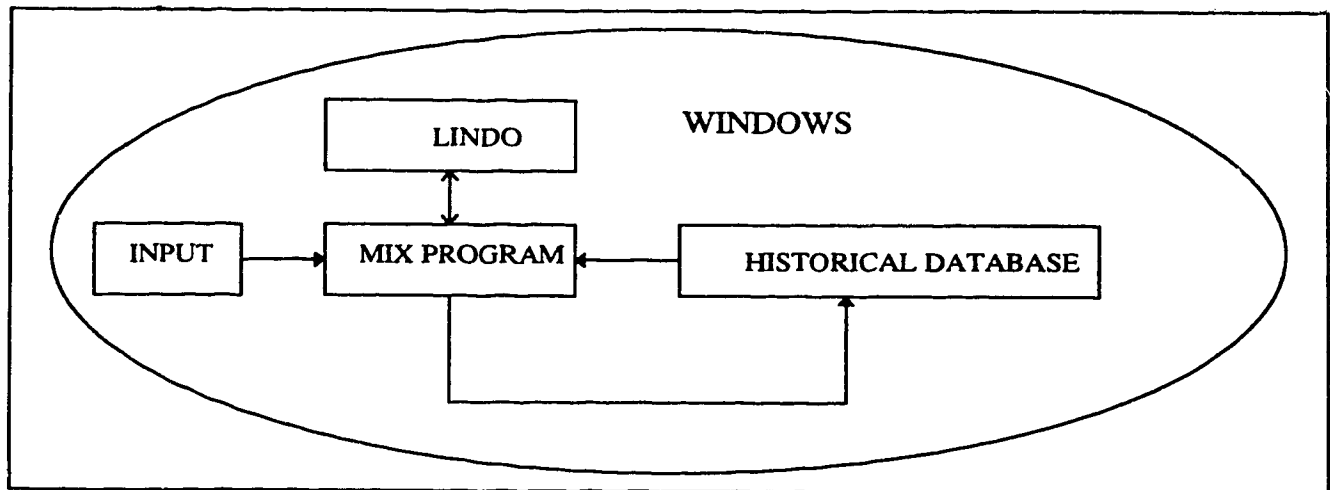 LINDO
WINDOWS
INPUT
MIX PROGRAM
HISTORICAL DATABASE